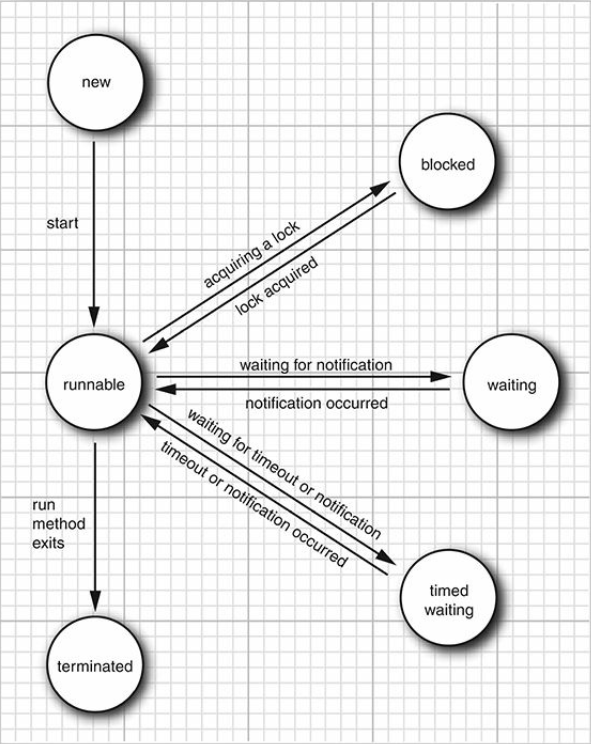 new
blocked
start
acquiring a lock
lock acquired
runnable
waiting for notification
notification occurred
waiting
waiting for timeout or notification
timeout or notification occurred
run
method
exits
timed
waiting
terminated